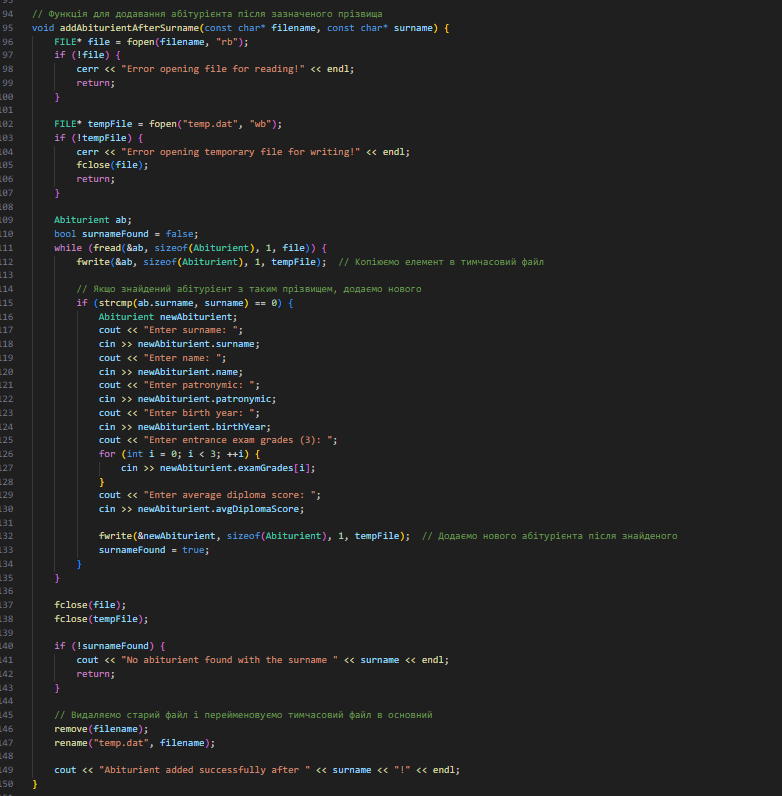 94 // Функція для додавання абітурієнта після зазначеного прізвища
95 void addAbiturientAfterSurname(const char* filename, const char* surname) {
96 FILE* file = fopen(filename, "rb");
97 if (!file) {
98 cerr << "Error opening file for reading!" << endl;
99 return;
100 }
101
102 FILE* tempFile = fopen("temp.dat", "wb");
103 if (!tempFile) {
104 cerr << "Error opening temporary file for writing!" << endl;
105 fclose(file);
106 return;
107 }
108
109 Abiturient ab;
110 bool surnameFound = false;
111 while (fread(&ab, sizeof(Abiturient), 1, file)) {
112 fwrite(&ab, sizeof(Abiturient), 1, tempFile); // Копіюємо елемент в тимчасовий файл
113
114 // Якщо знайдений абітурієнт з таким прізвищем, додаємо нового
115 if (strcmp(ab.surname, surname) == 0) {
116 Abiturient newAbiturient;
117 cout << "Enter surname: ";
118 cin >> newAbiturient.surname;
119 cout << "Enter name: ";
120 cin >> newAbiturient.name;
121 cout << "Enter patronymic: ";
122 cin >> newAbiturient.patronymic;
123 cout << "Enter birth year: ";
124 cin >> newAbiturient.birthYear;
125 cout << "Enter entrance exam grades (3): ";
126 for (int i = 0; i < 3; ++i) {
127 cin >> newAbiturient.examGrades[i];
128 }
129 cout << "Enter average diploma score: ";
130 cin >> newAbiturient.avgDiplomaScore;
131
132 fwrite(&newAbiturient, sizeof(Abiturient), 1, tempFile); // Додаємо нового абітурієнта після знайденого
133 surnameFound = true;
134 }
135 }
136
137 fclose(file);
138 fclose(tempFile);
139
140 if (!surnameFound) {
141 cout << "No abiturient found with the surname " << surname << endl;
142 return;
143 }
144
145 // Видаляємо старий файл і перейменовуємо тимчасовий файл в основний
146 remove(filename);
147 rename("temp.dat", filename);
148
149 cout << "Abiturient added successfully after " << surname << "!" << endl;
150 }